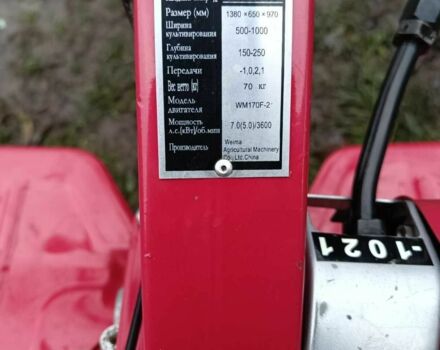 Размер (мм) 1380×650×970
Ширина
культивирования 500-1000
Глубина
культивирования 150-250
Передачи -1,0,2,1
Вес нетто (кг) 70 кг
Модель
двигателя WM170F-2
Мощность
л.с.(кВт)/об.мин 7.0(5.0)/3600
Производитель Weima
Agricultural Machinery
Co., Ltd.China
-1021